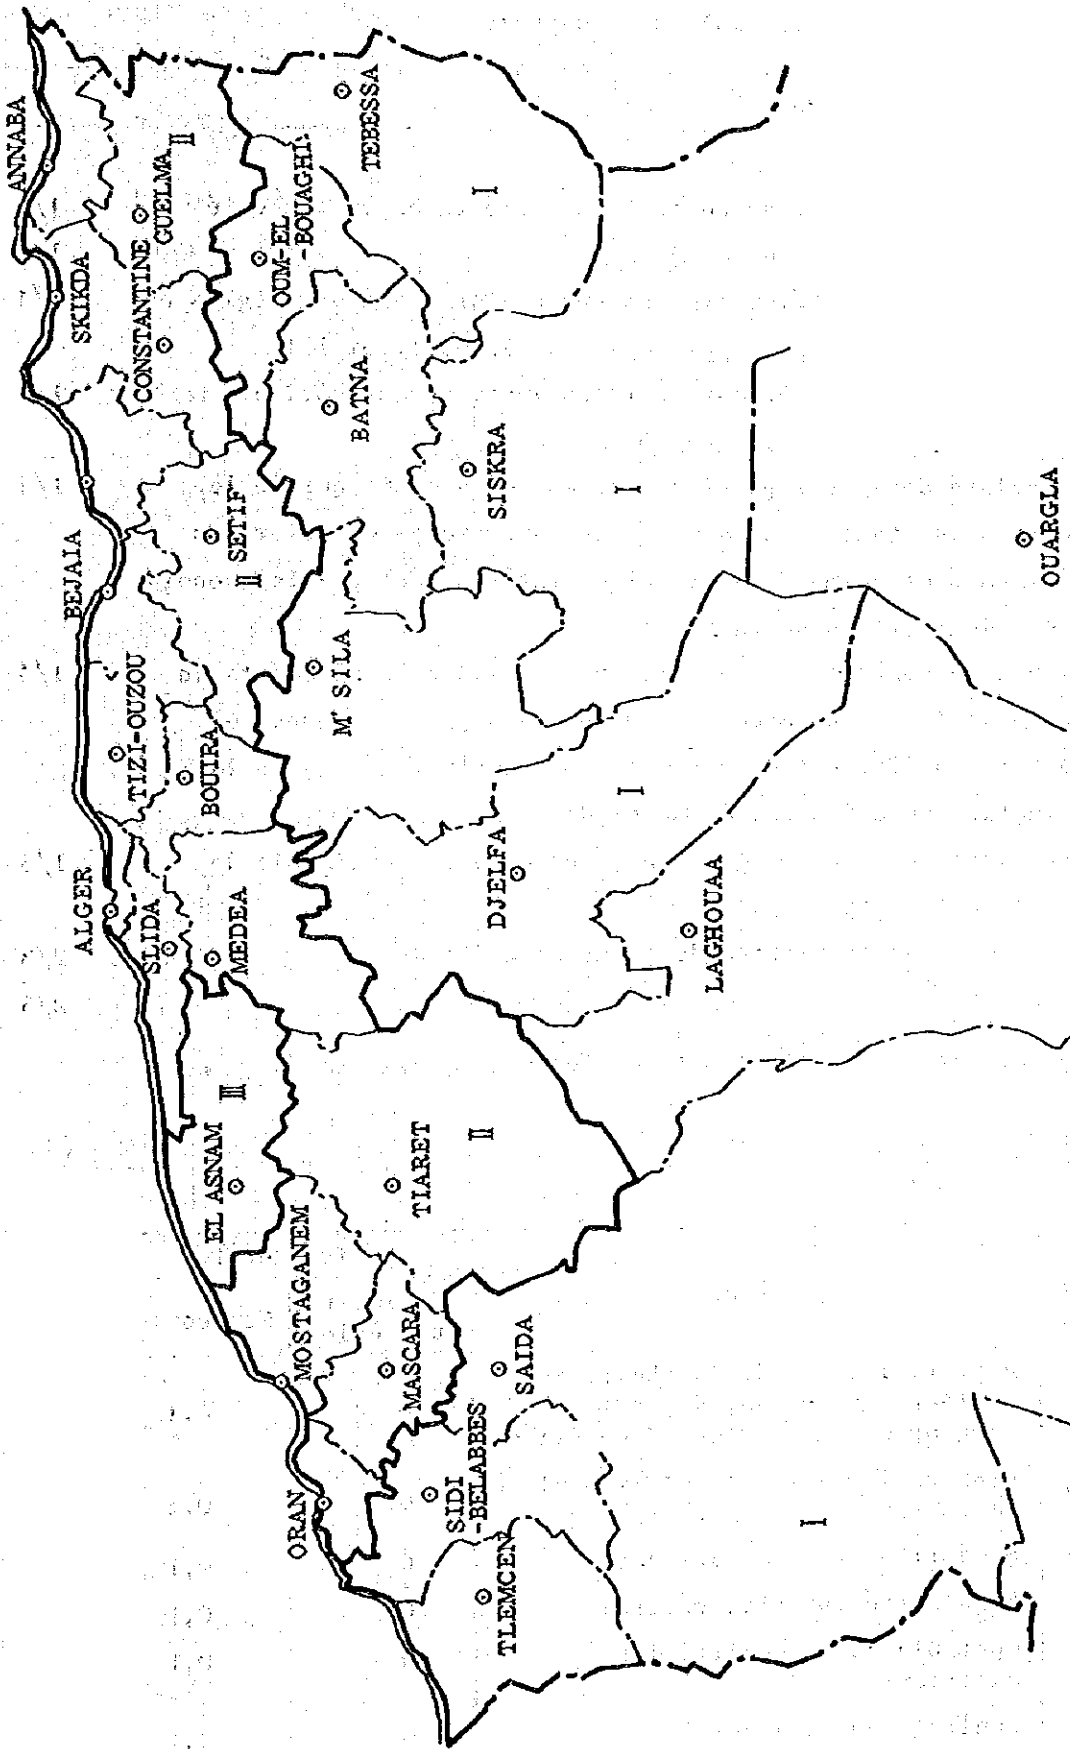 ANNABA
SKIKDA
CONSTANTINE
GUELMA
II
OUM-EL
-BOUAGHI
TEBESSA
I
BEJAIA
SETIF
II
BATNA
SISKRA
I
TIZI-OUZOU
BOUIRA
M'SILA
OUARGLA
ALGER
SLIDA
MEDEA
DJELFA
I
LAGHOUAA
EL ASNAM
III
TIARET
II
MOSTAGANEM
MASCARA
SAIDA
ORAN
SIDI
-BELABBES
TLEMCEN
I